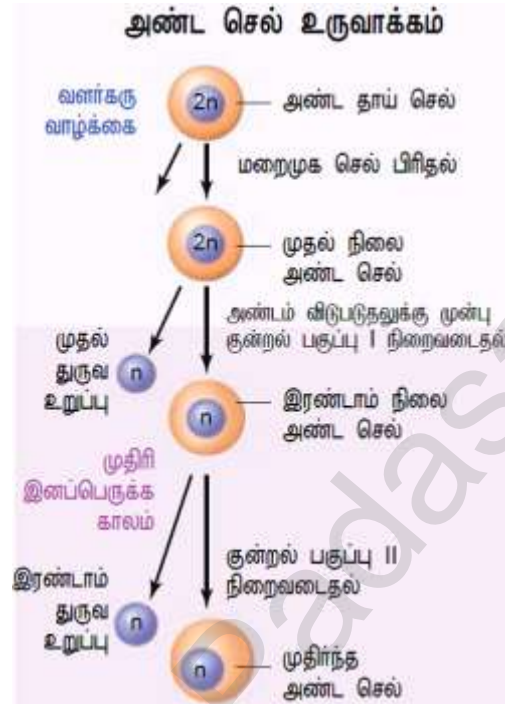 அண்ட செல் உருவாக்கம்
வளர்கரு
வாழ்க்கை
2n
அண்ட தாய் செல்
மறைமுக செல் பிரிதல்
2n
முதல் நிலை
அண்ட செல்
அண்டம் விடுபடுதலுக்கு முன்பு
குன்றல் பகுப்பு I நிறைவடைதல்
முதல்
துருவ
உறுப்பு
n
n
இரண்டாம் நிலை
அண்ட செல்
முதிரி
இனப்பெருக்க
காலம்
குன்றல் பகுப்பு II
நிறைவடைதல்
இரண்டாம்
துருவ
உறுப்பு
n
n
முதிர்ந்த
அண்ட செல்
Padas